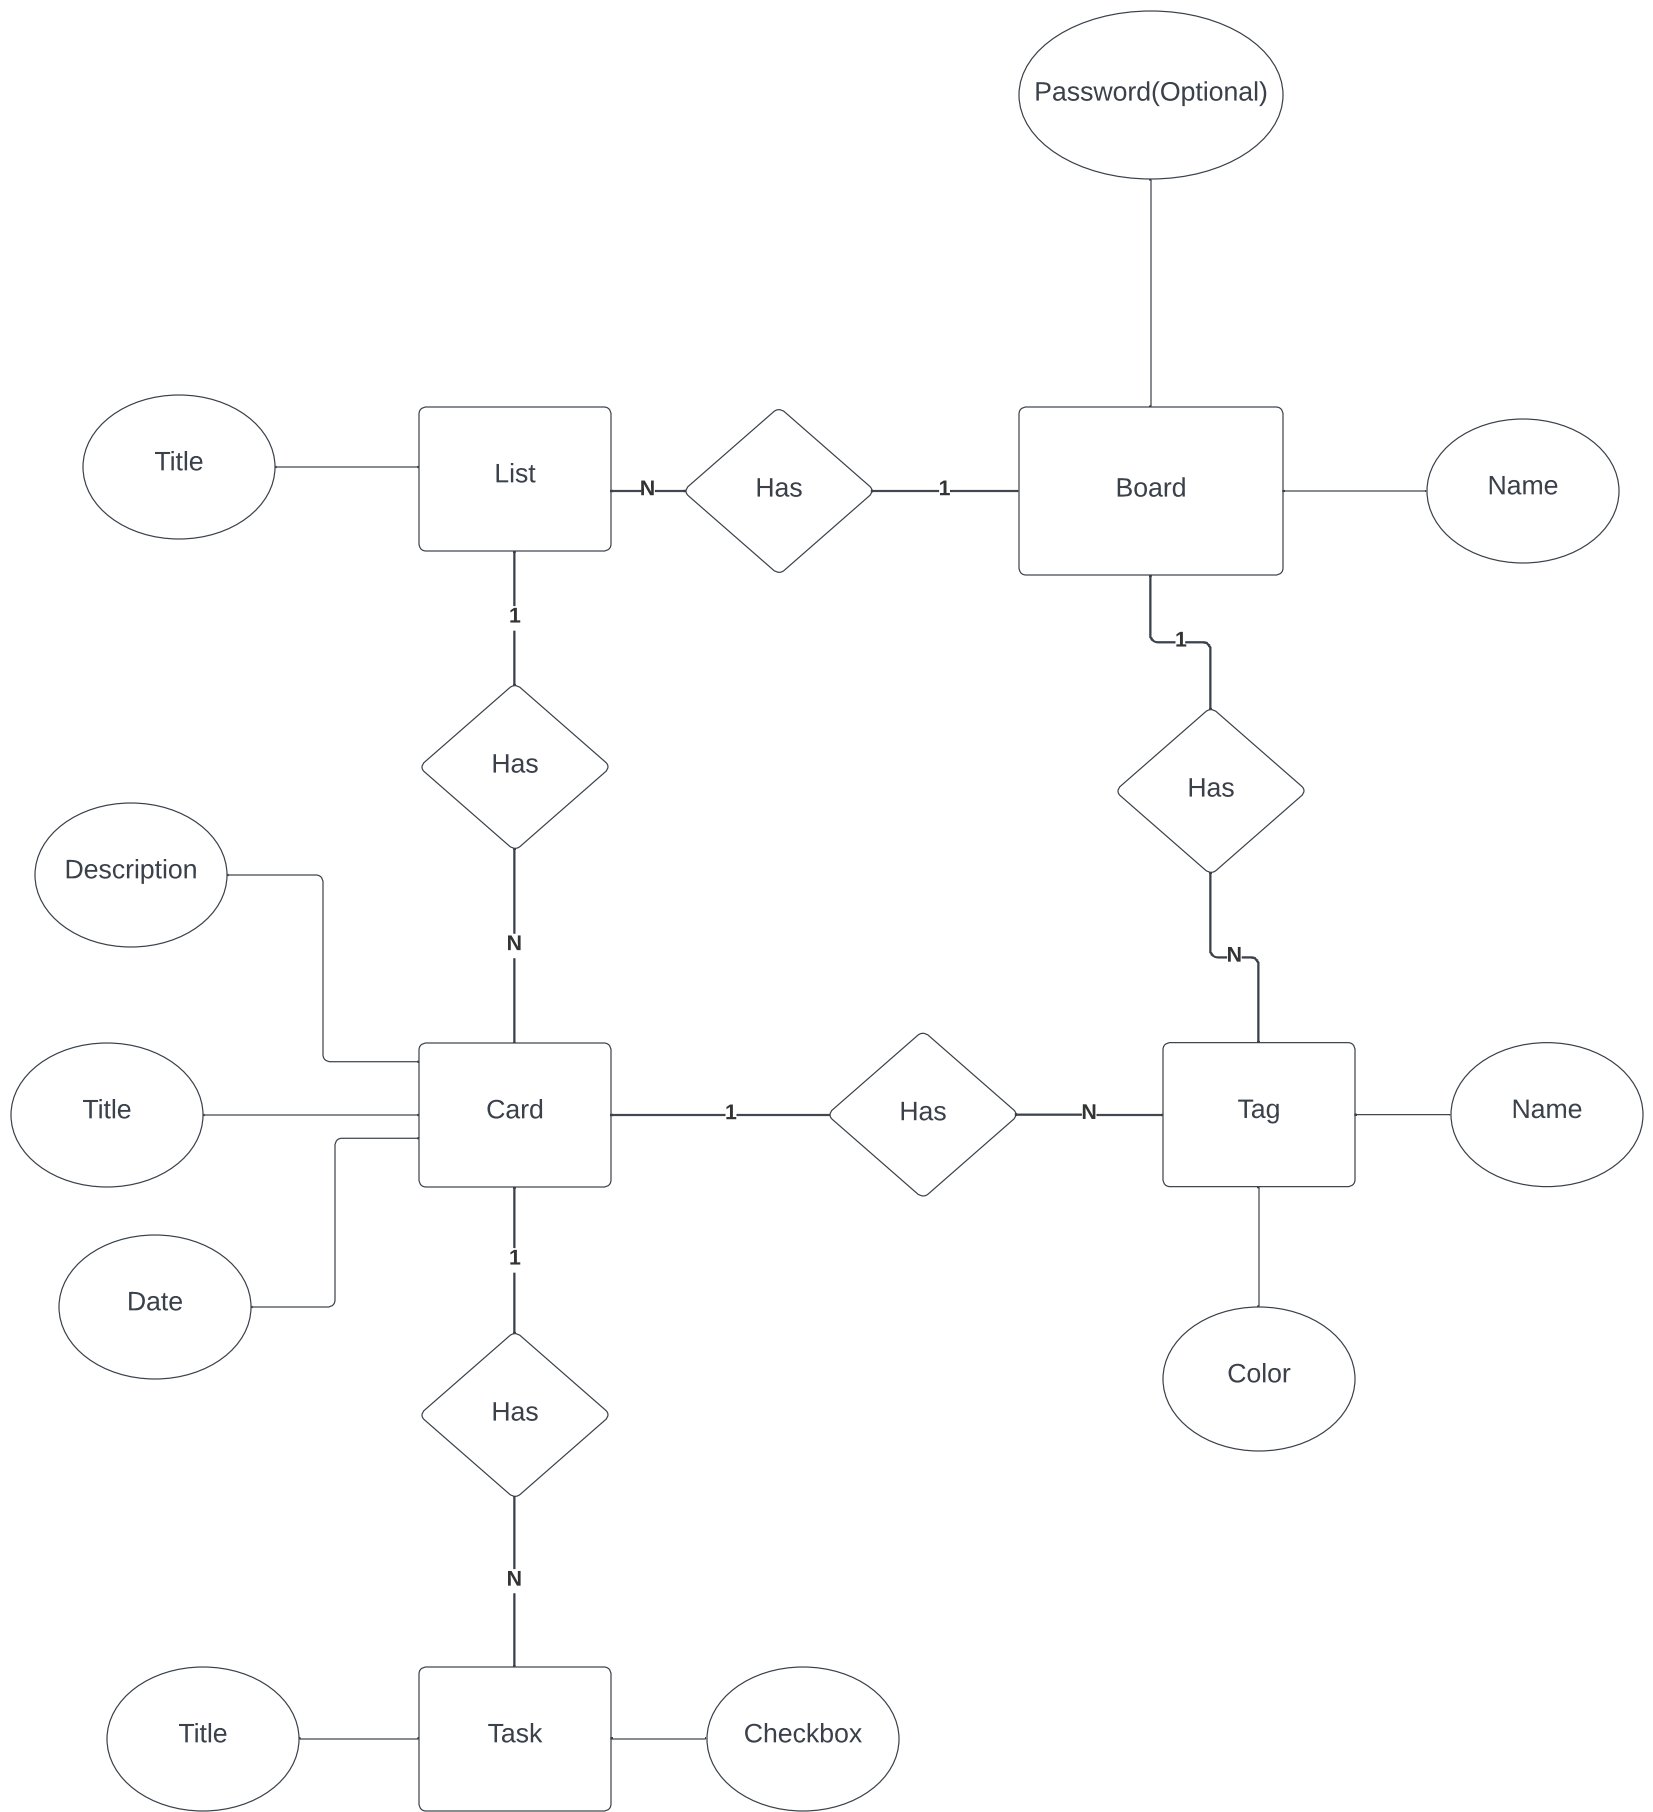 Password(Optional)
Title
List
N
Has
1
Board
Name
1
1
Has
Has
Description
N
N
Title
Card
1
Has
N
Tag
Name
1
Date
Color
Has
N
Title
Task
Checkbox